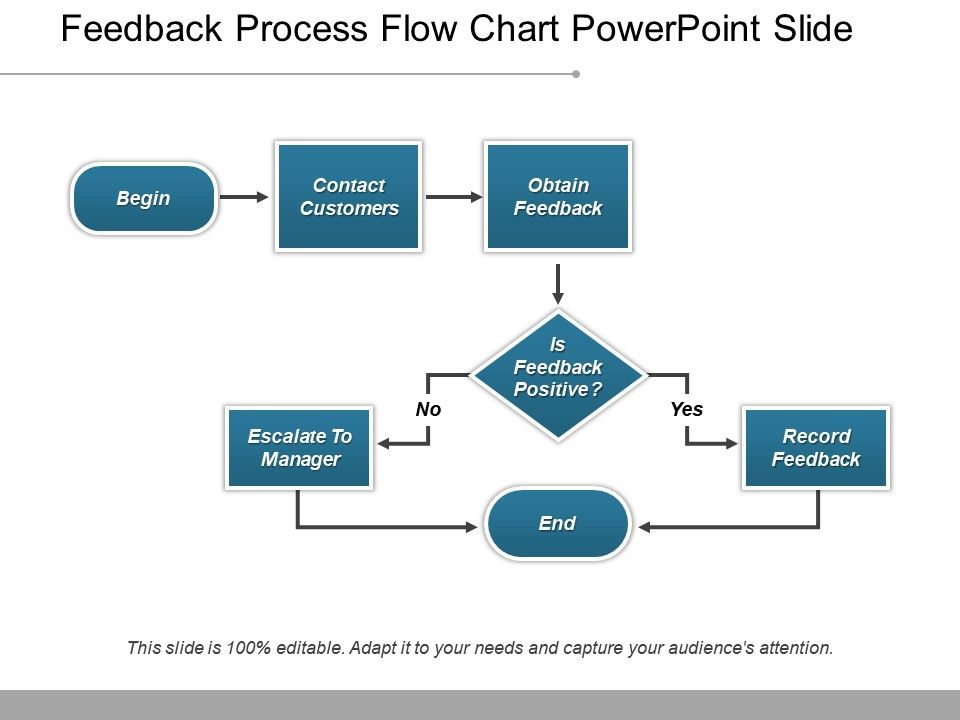 Feedback Process Flow Chart PowerPoint Slide
Begin
Contact
Customers
Obtain
Feedback
Is
Feedback
Positive?
No
Yes
Escalate To
Manager
Record
Feedback
End
This slide is 100% editable. Adapt it to your needs and capture your audience's attention.